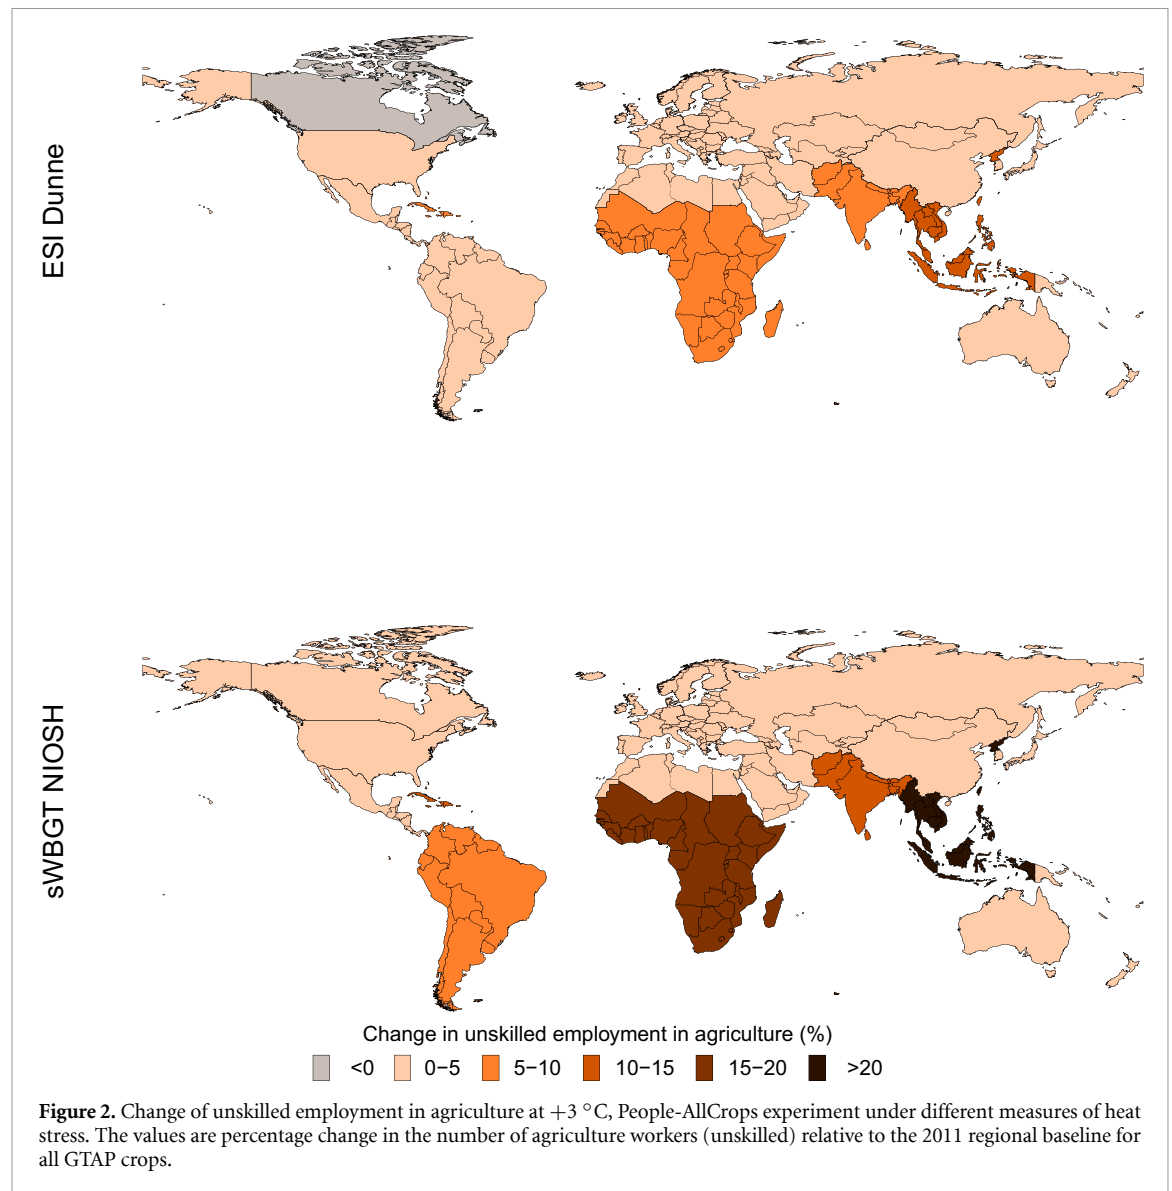 ESI Dunne
sWBGT NIOSH
Change in unskilled employment in agriculture (%)
<0 0−5 5−10 10−15 15−20 >20
Figure 2. Change of unskilled employment in agriculture at +3 °C, People-AllCrops experiment under different measures of heat
stress. The values are percentage change in the number of agriculture workers (unskilled) relative to the 2011 regional baseline for
all GTAP crops.